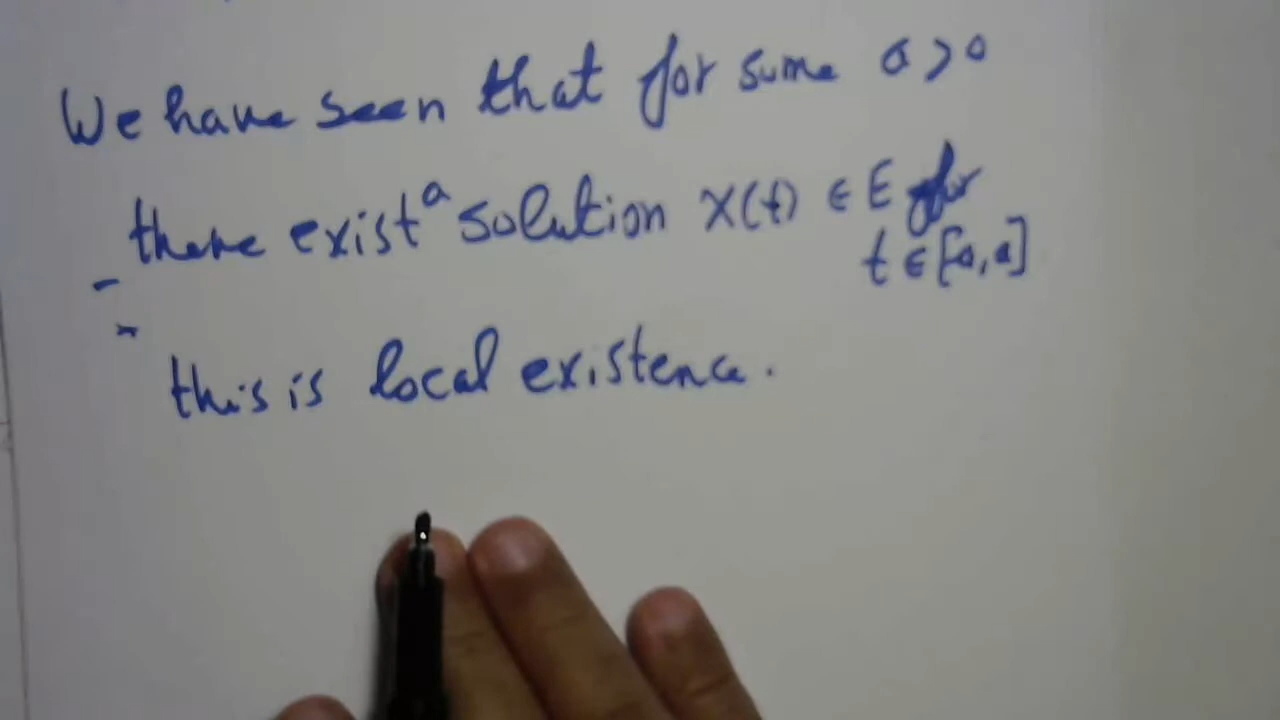 We have seen that for some a > 0
there exist a solution x(t) ∈ E for
t ∈ [0, a]
this is local existence.